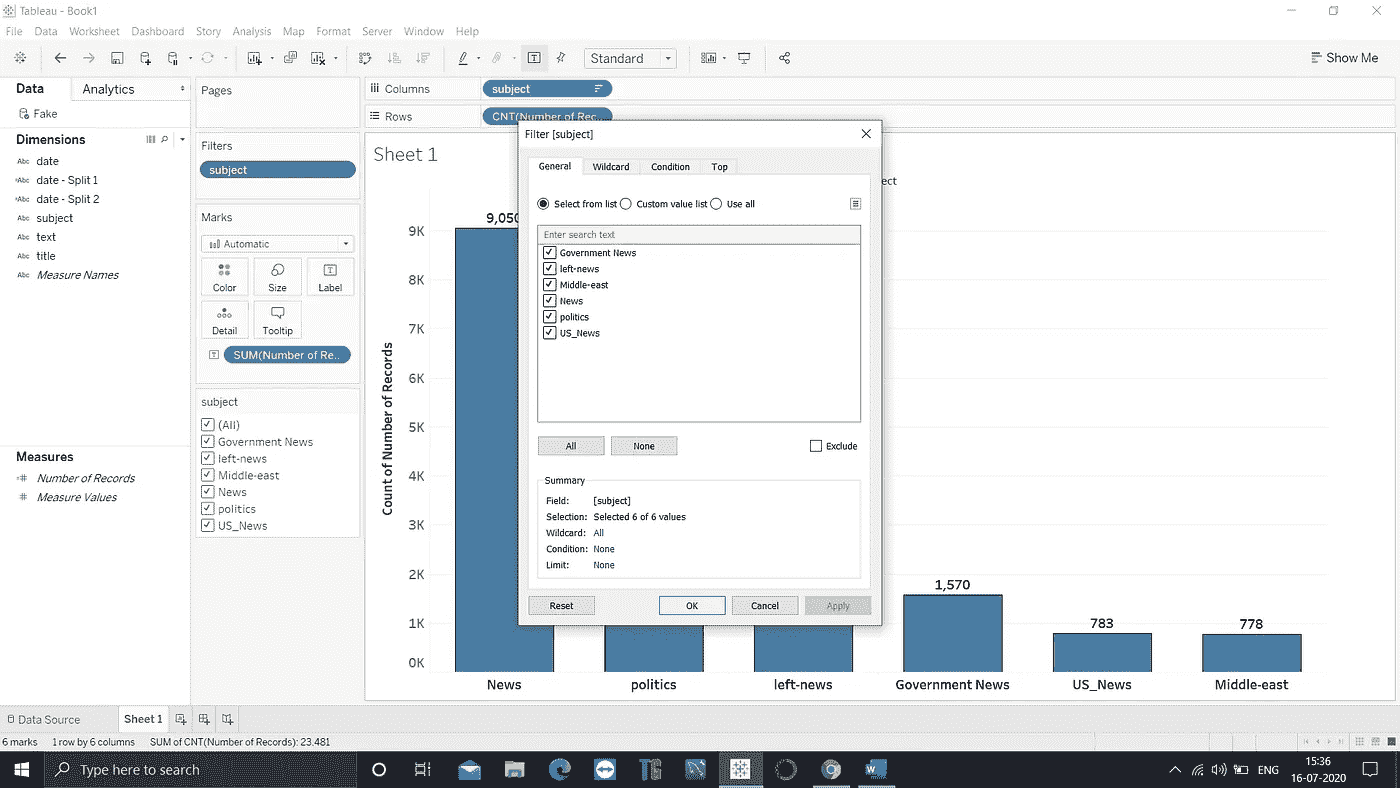 Tableau - Book1
File Data Worksheet Dashboard Story Analysis Map Format Server Window Help
Standard
Show Me
Data
Analytics
Fake
Dimensions
Abc date
Abc date - Split 1
Abc date - Split 2
Abc subject
Abc text
Abc title
Abc Measure Names
Measures
# Number of Records
# Measure Values
Pages
Filters
subject
Marks
Automatic
Color Size Label
Detail Tooltip
SUM(Number of Re..
subject
(All)
Government News
left-news
Middle-east
News
politics
US_News
Columns
subject
Rows
CNT(Number of Rec..
Sheet 1
Filter [subject]
General Wildcard Condition Top
Select from list Custom value list Use all
Enter search text
Government News
left-news
Middle-east
News
politics
US_News
All None Exclude
Summary
Field: [subject]
Selection: Selected 6 of 6 values
Wildcard: All
Condition: None
Limit: None
Reset OK Cancel Apply
Count of Number of Records
9K
8K
7K
6K
5K
4K
3K
2K
1K
0K
1,570
783
778
News politics left-news Government News US_News Middle-east
Data Source
Sheet 1
6 marks 1 row by 6 columns SUM of CNT(Number of Records): 23,481
Type here to search
ENG
15:36
16-07-2020